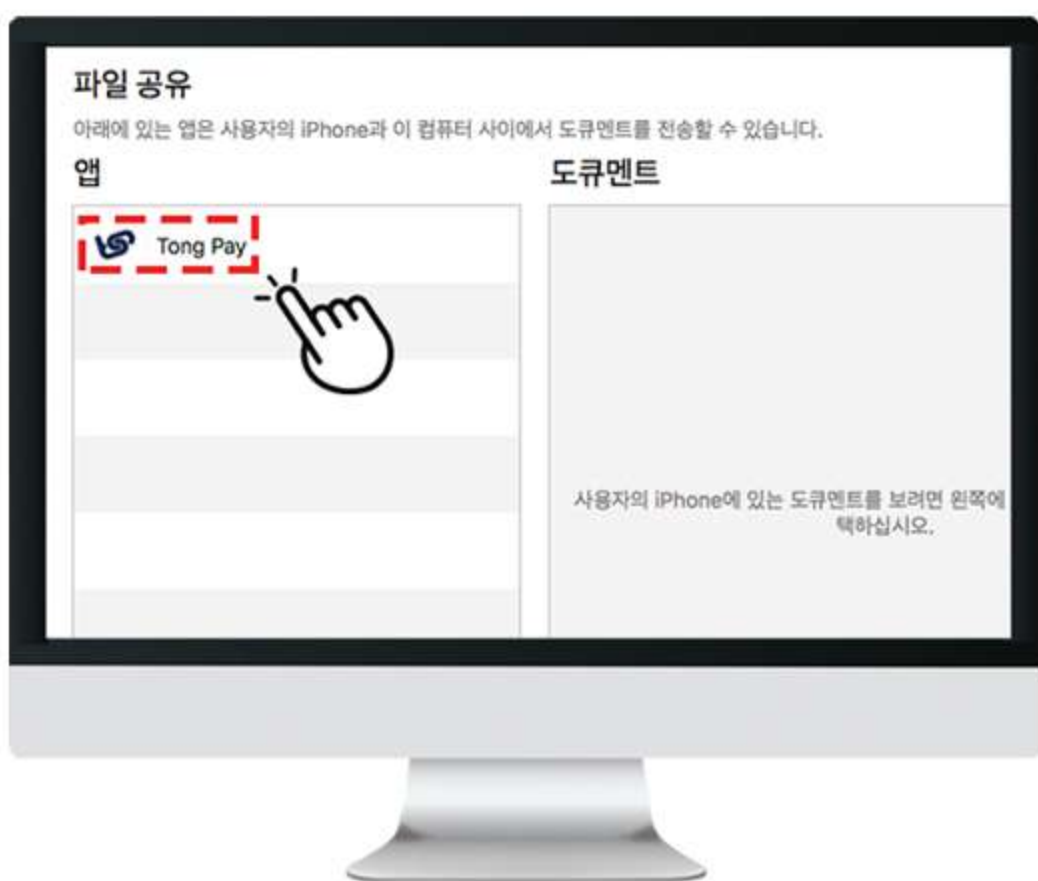 파일 공유
아래에 있는 앱은 사용자의 iPhone과 이 컴퓨터 사이에서 도큐멘트를 전송할 수 있습니다.
앱
도큐멘트
Tong Pay
사용자의 iPhone에 있는 도큐멘트를 보려면 왼쪽에
택하십시오.